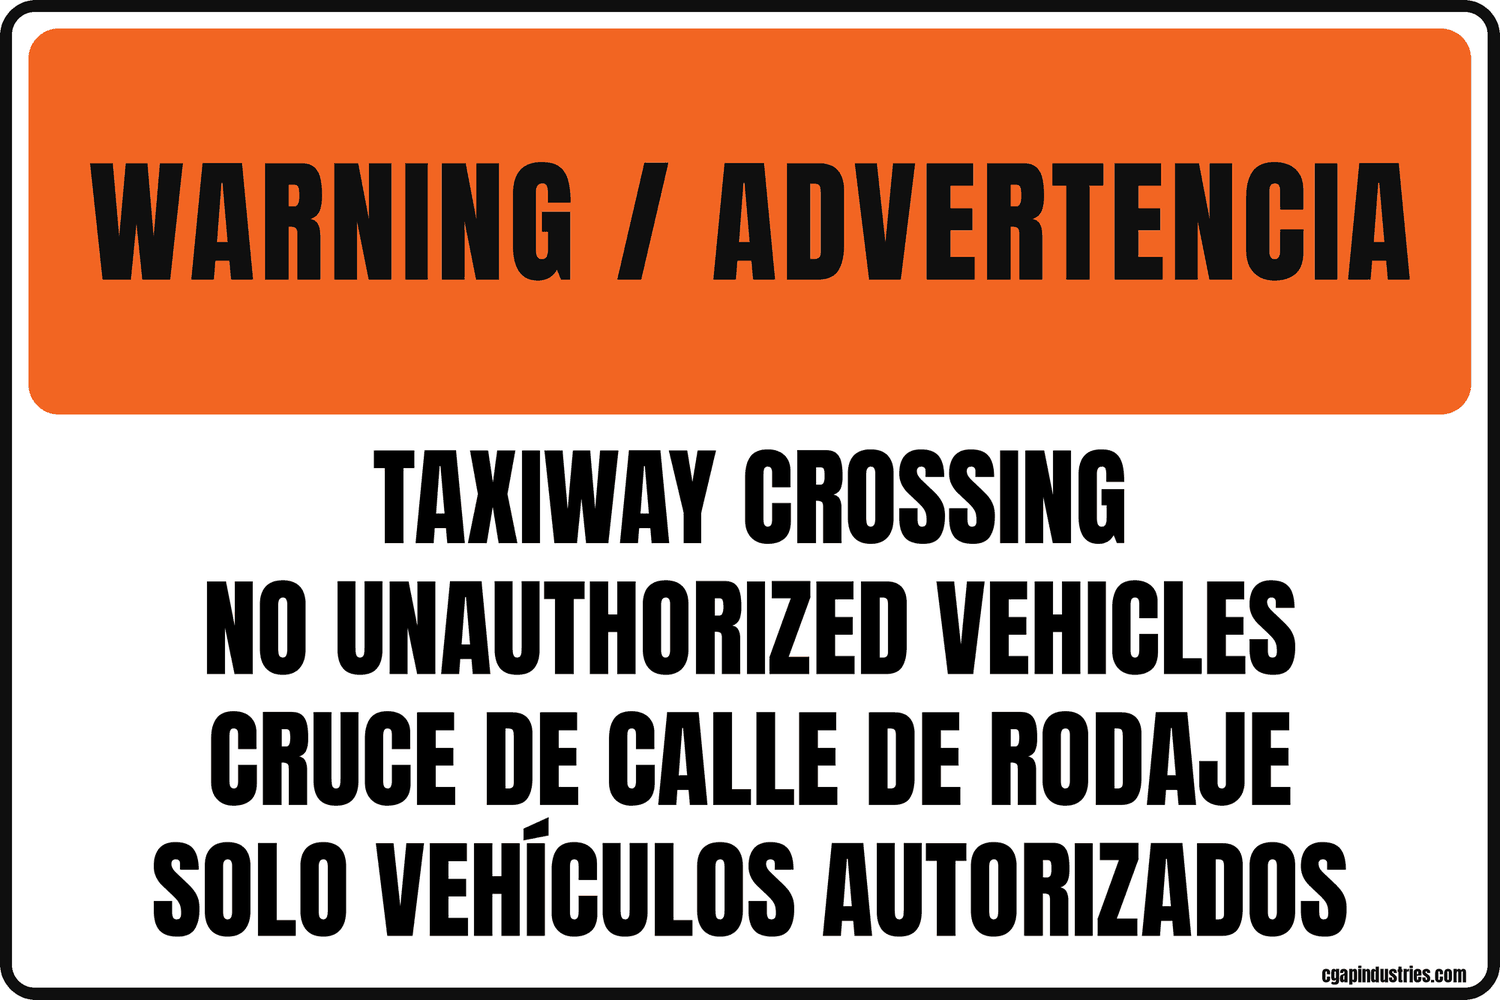 WARNING / ADVERTENCIA
TAXIWAY CROSSING
NO UNAUTHORIZED VEHICLES
CRUCE DE CALLE DE RODAJE
SOLO VEHÍCULOS AUTORIZADOS
cgapindustries.com